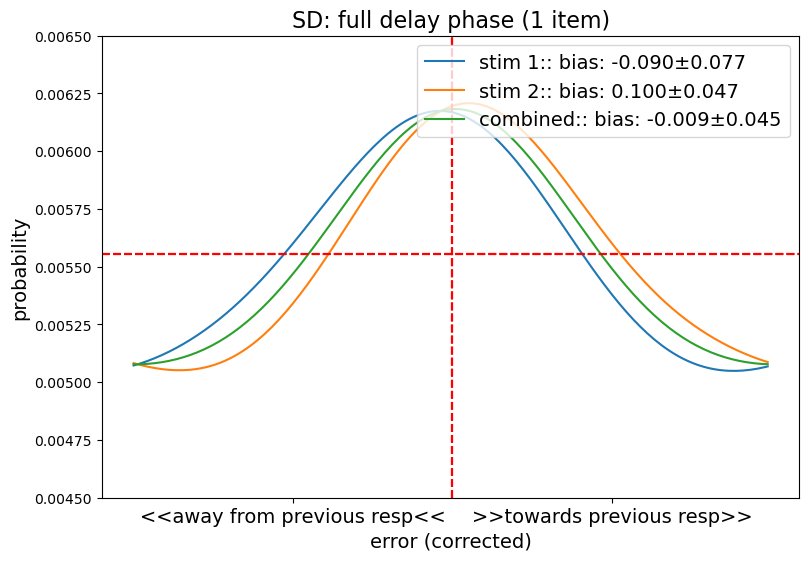 SD: full delay phase (1 item)
stim 1:: bias: -0.090±0.077
stim 2:: bias: 0.100±0.047
combined:: bias: -0.009±0.045
0.00650
0.00625
0.00600
0.00575
0.00550
0.00525
0.00500
0.00475
0.00450
probability
<<away from previous resp<<
>>towards previous resp>>
error (corrected)